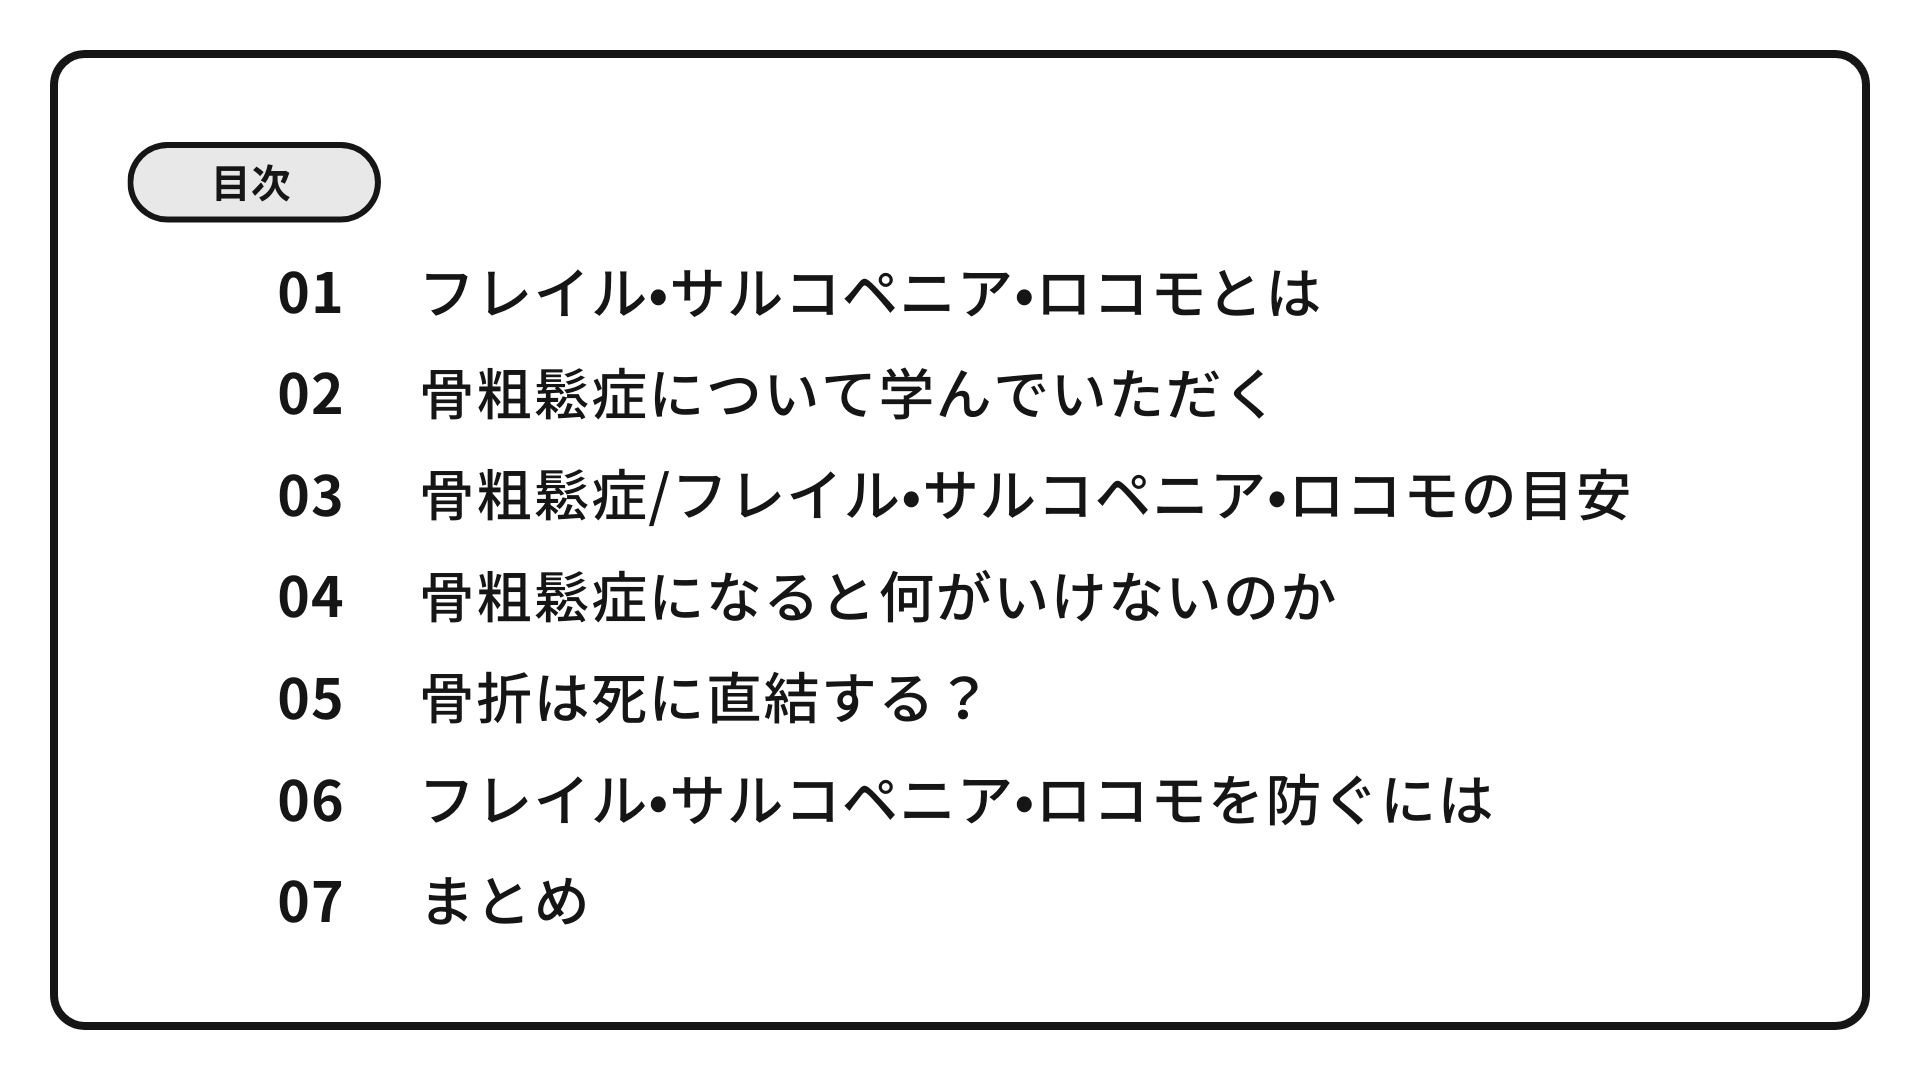 目次
01 フレイル•サルコペニア•ロコモとは
02 骨粗鬆症について学んでいただく
03 骨粗鬆症/フレイル•サルコペニア•ロコモの目安
04 骨粗鬆症になると何がいけないのか
05 骨折は死に直結する？
06 フレイル•サルコペニア•ロコモを防ぐには
07 まとめ